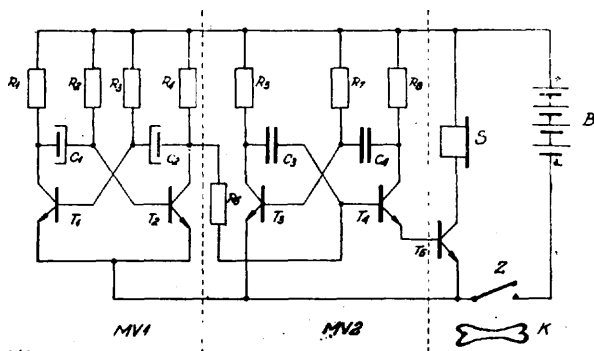 R1 R2 R3 R4 R5 R7 R8
C1 C2 C3 C4 S B
R6
T1 T2 T3 T4 T5
Z
MV1 MV2 K